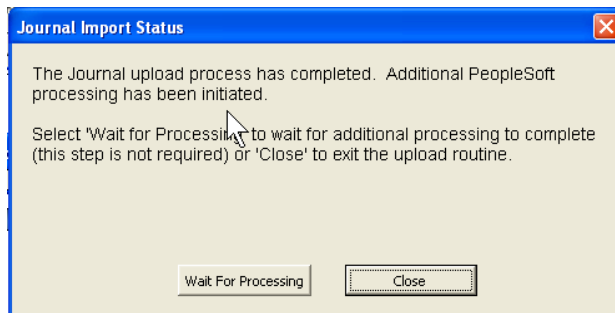 Journal Import Status
The Journal upload process has completed.  Additional PeopleSoft
processing has been initiated.
Select 'Wait for Processing' to wait for additional processing to complete
(this step is not required) or 'Close' to exit the upload routine.
Wait For Processing
Close